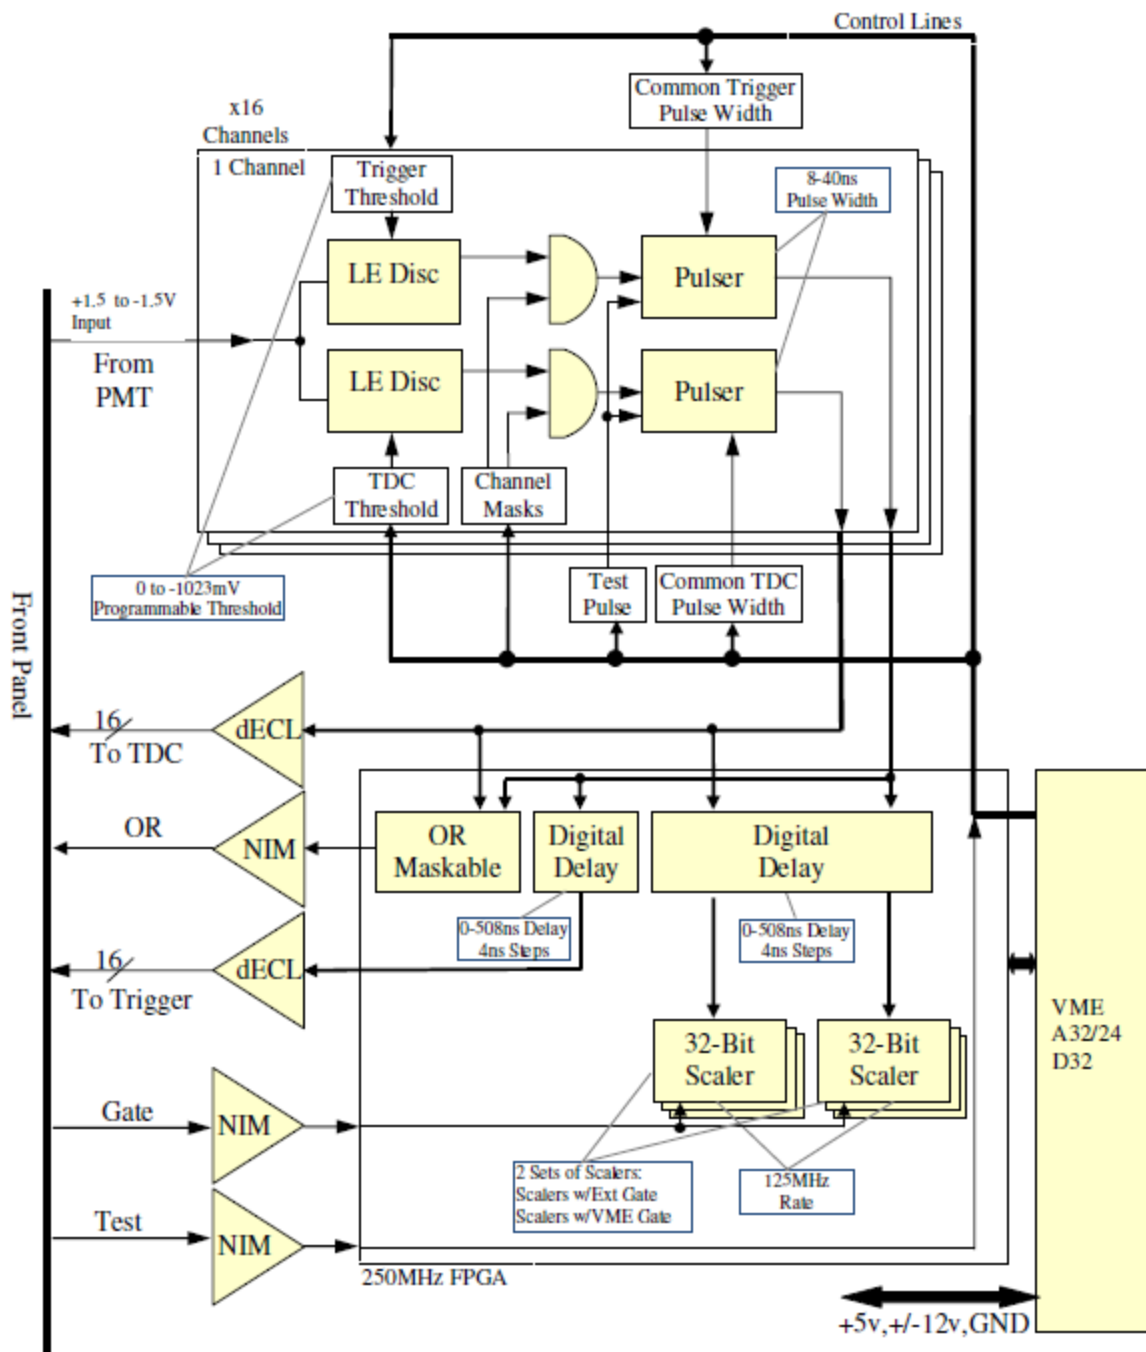 Control Lines
Common Trigger
Pulse Width
x16
Channels
1 Channel
Trigger
Threshold
8-40ns
Pulse Width
LE Disc
Pulser
+1.5 to -1.5V
Input
From
PMT
LE Disc
Pulser
TDC
Threshold
Channel
Masks
0 to -1023mV
Programmable Threshold
Test
Pulse
Common TDC
Pulse Width
Front Panel
16
To TDC
dECL
OR
NIM
OR
Maskable
Digital
Delay
Digital
Delay
0-508ns Delay
4ns Steps
0-508ns Delay
4ns Steps
16
To Trigger
dECL
VME
A32/24
D32
32-Bit
Scaler
32-Bit
Scaler
Gate
NIM
2 Sets of Scalers:
Scalers w/Ext Gate
Scalers w/VME Gate
125MHz
Rate
Test
NIM
250MHz FPGA
+5v,+/-12v,GND